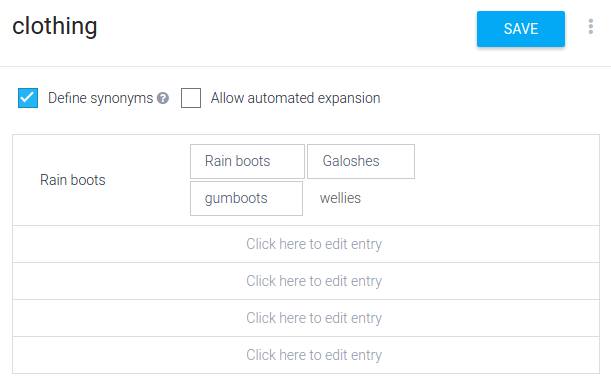 clothing
SAVE
Define synonyms ?
Allow automated expansion
Rain boots
Rain boots Galoshes
gumboots wellies
Click here to edit entry
Click here to edit entry
Click here to edit entry
Click here to edit entry